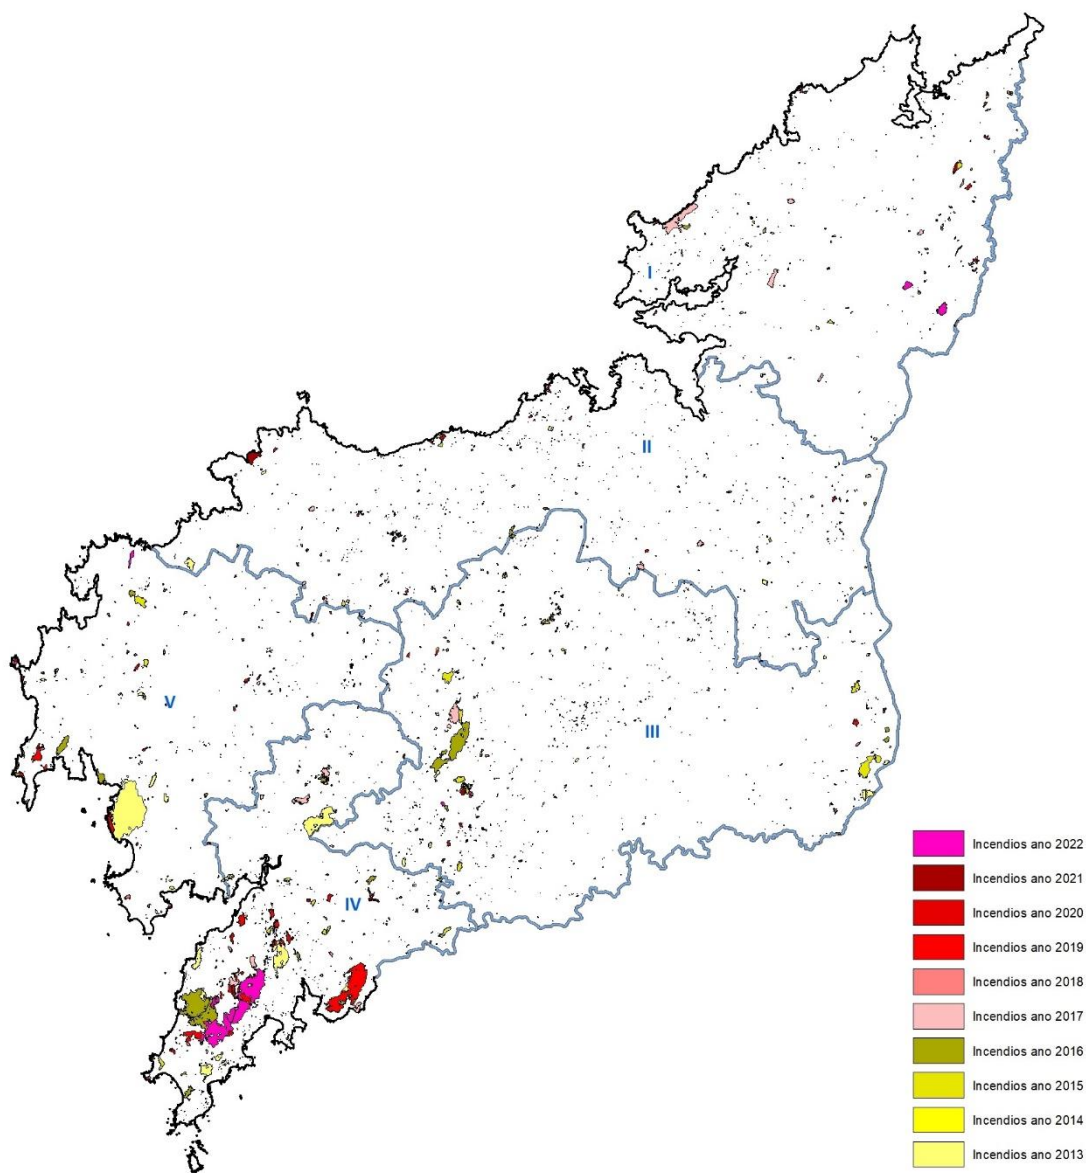 I
II
V
III
IV
Incendios ano 2022
Incendios ano 2021
Incendios ano 2020
Incendios ano 2019
Incendios ano 2018
Incendios ano 2017
Incendios ano 2016
Incendios ano 2015
Incendios ano 2014
Incendios ano 2013